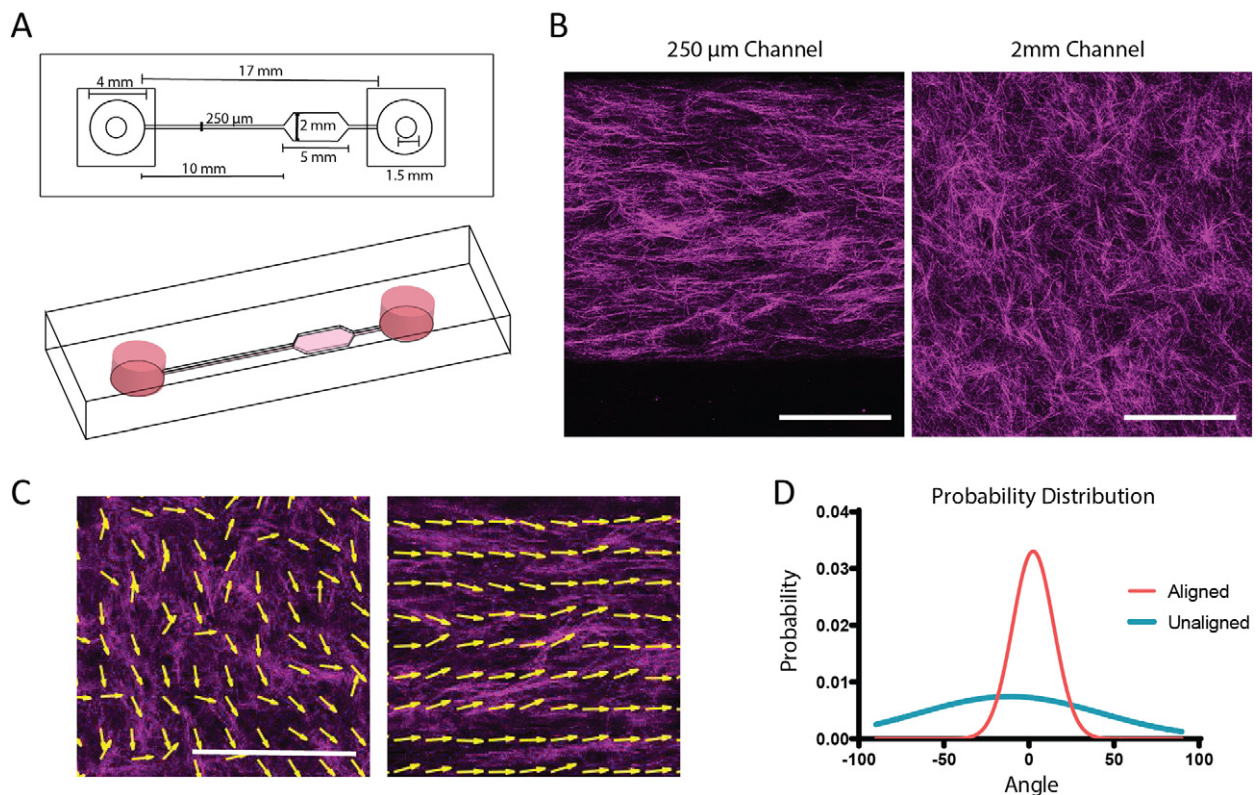 A
4 mm
17 mm
250 µm
2 mm
5 mm
10 mm
1.5 mm
B
250 µm Channel
2mm Channel
C
D
Probability Distribution
Probability
0.04
0.03
0.02
0.01
0.00
-100
-50
0
50
100
Angle
Aligned
Unaligned